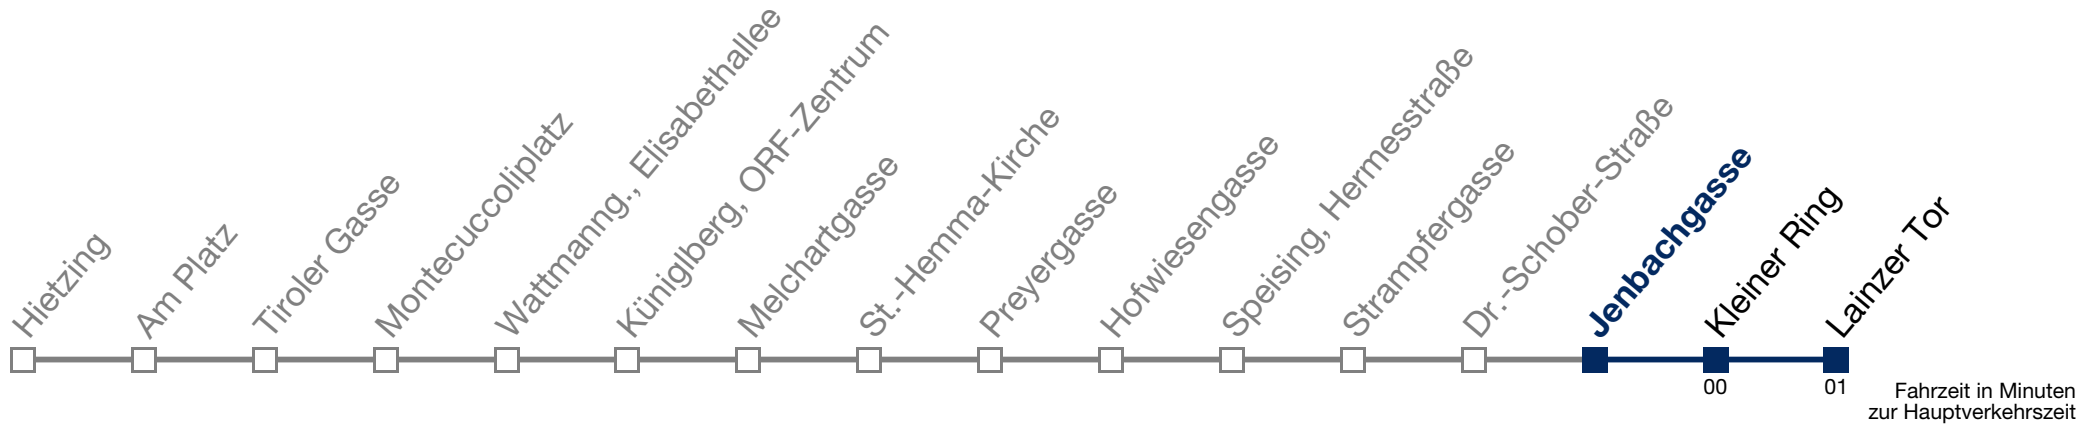 Hietzing
Am Platz
Tiroler Gasse
Montecuccoliplatz
Wattmanng., Elisabethallee
Küniglberg, ORF-Zentrum
Melchartgasse
St.-Hemma-Kirche
Preyergasse
Hofwiesengasse
Speising, Hermesstraße
Strampfergasse
Dr.-Schober-Straße
Jenbachgasse
Kleiner Ring
Lainzer Tor
00
01
Fahrzeit in Minuten
zur Hauptverkehrszeit